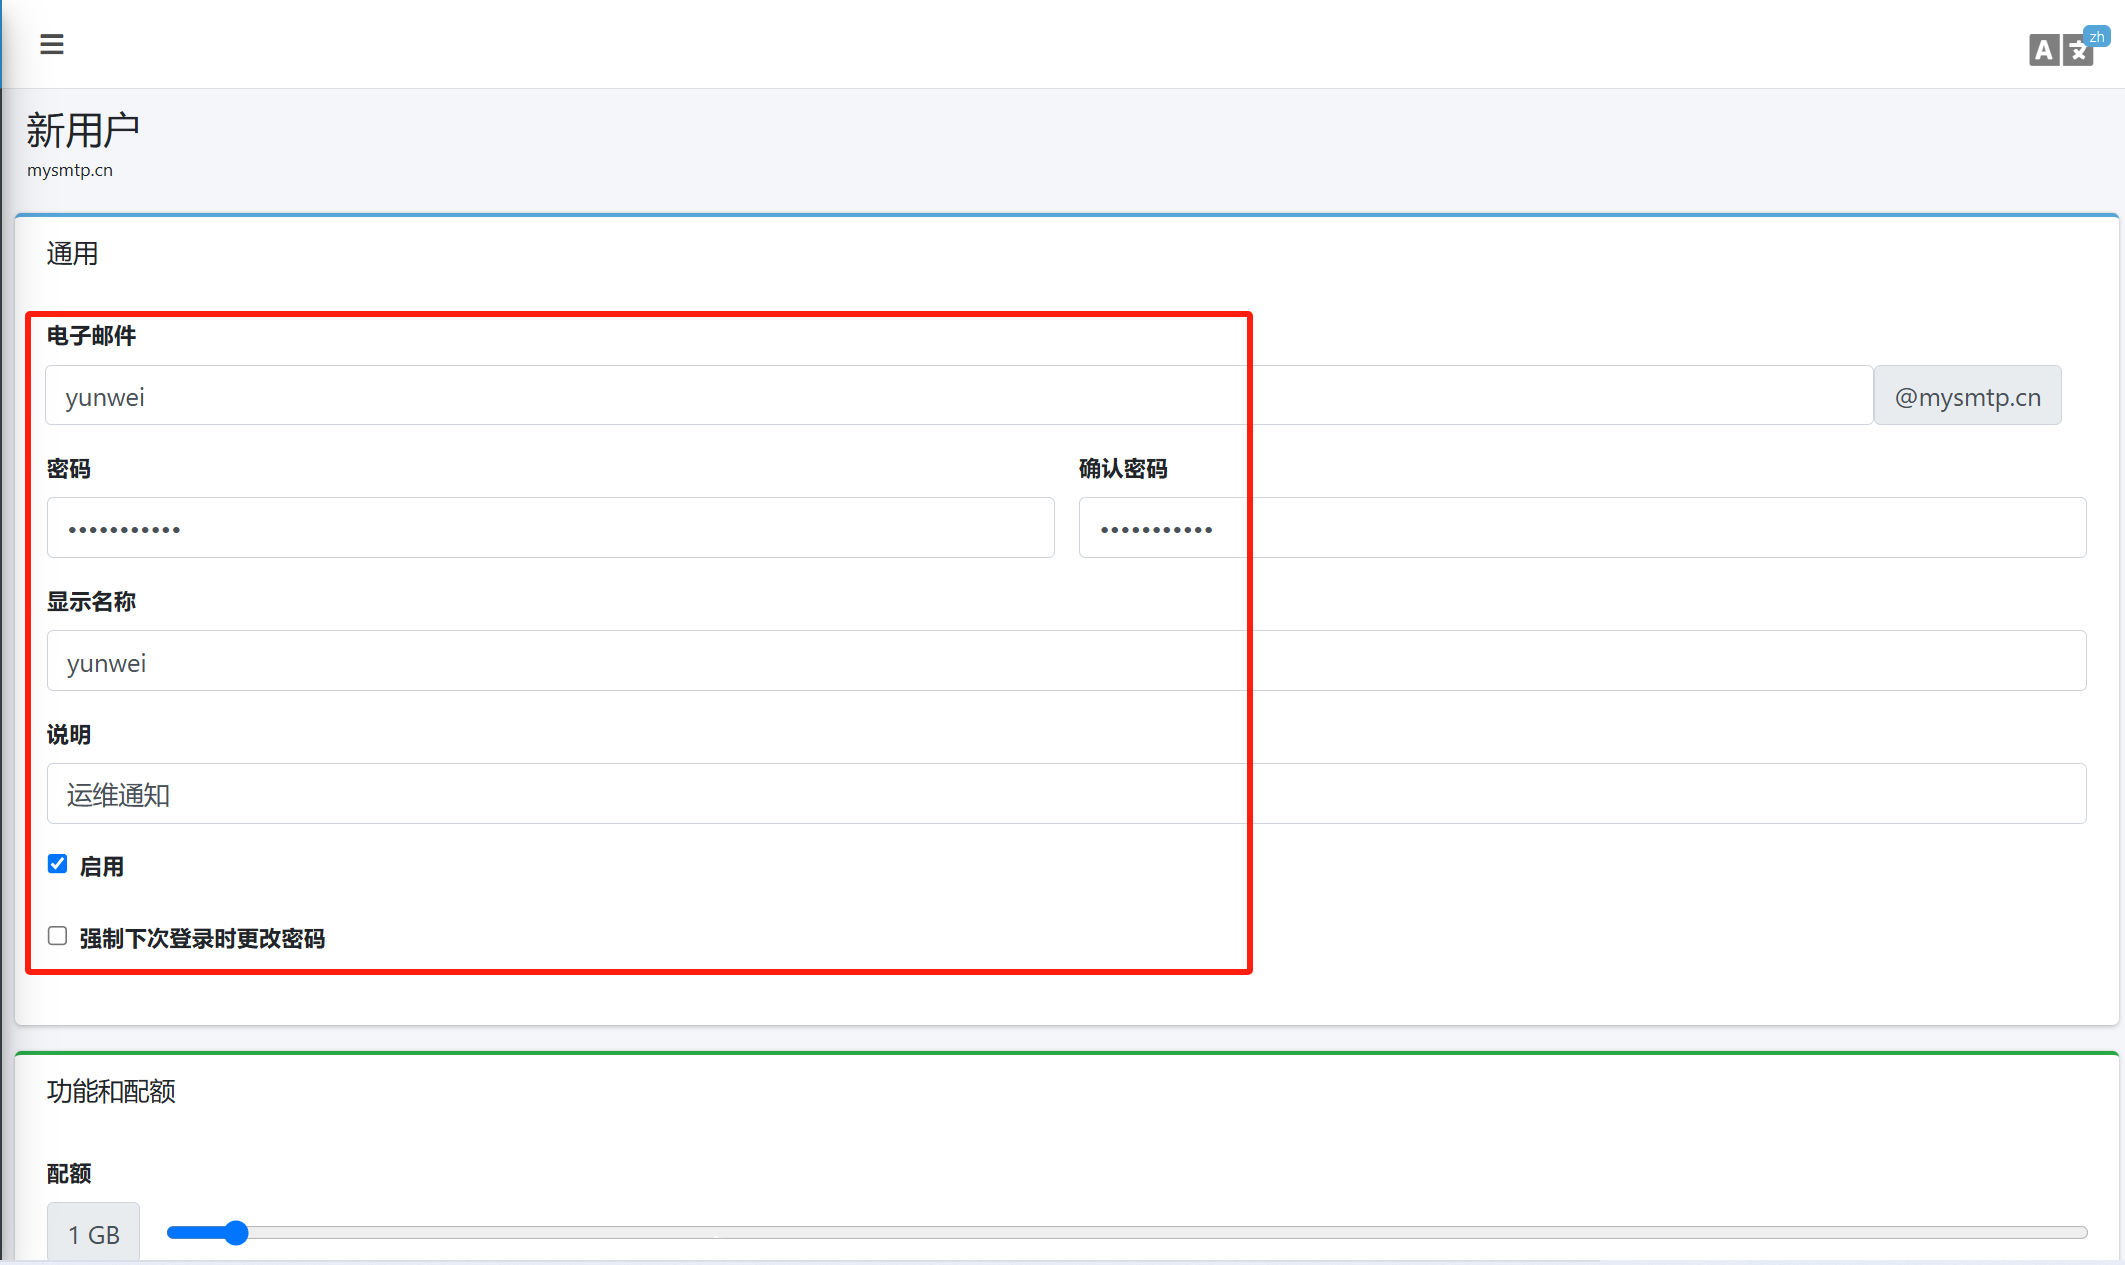 A 文 zh
新用户
mysmtp.cn
通用
电子邮件
yunwei @mysmtp.cn
密码 确认密码
••••••••••• •••••••••••
显示名称
yunwei
说明
运维通知
启用
强制下次登录时更改密码
功能和配额
配额
1 GB